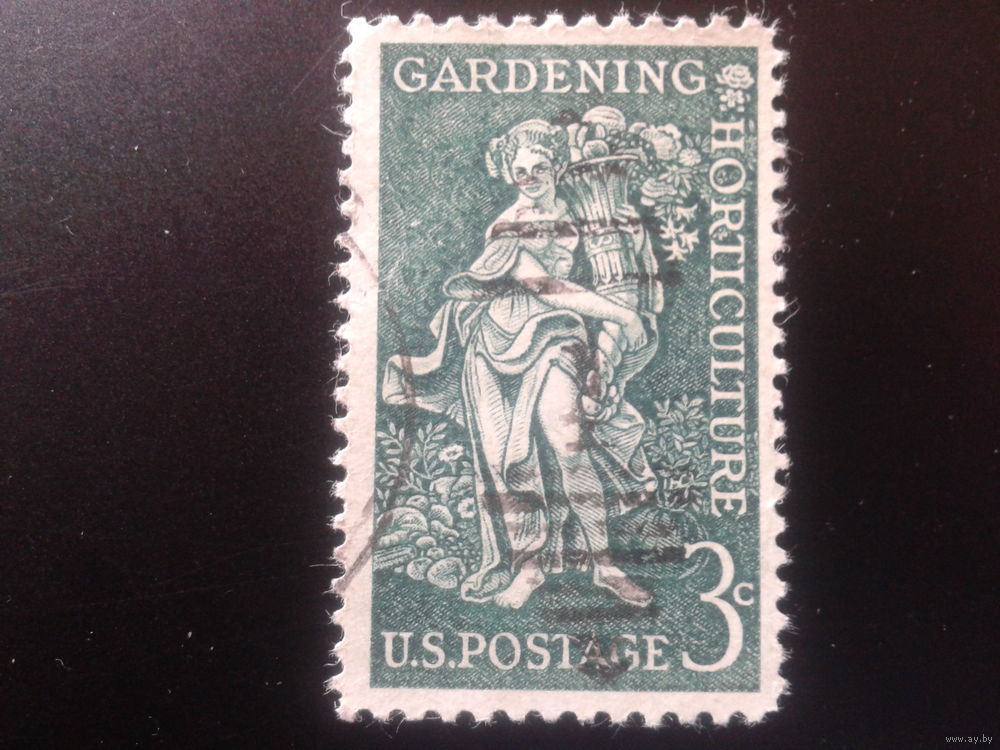 GARDENING
HORTICULTURE
3c
U.S.POSTAGE
www.ay.by